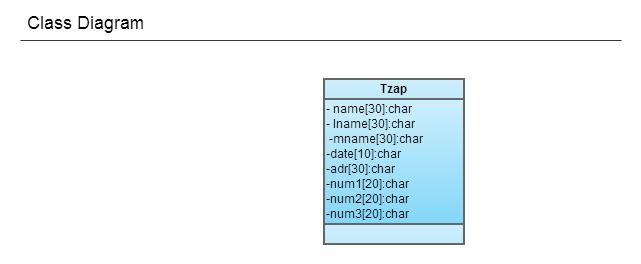 Class Diagram
Tzap
- name[30]:char
- lname[30]:char
-mname[30]:char
-date[10]:char
-adr[30]:char
-num1[20]:char
-num2[20]:char
-num3[20]:char